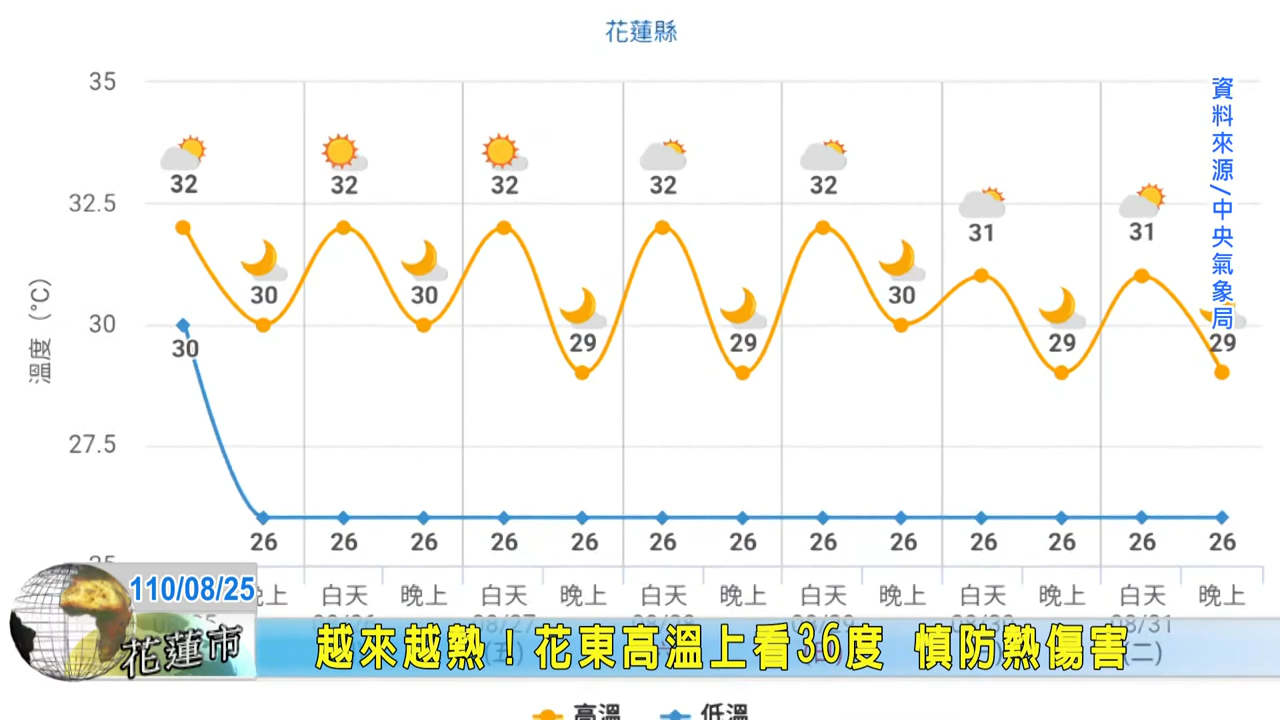 花蓮縣
35
32.5
30
27.5
溫度 (°C)
32 32 32 32 32 31 31
30 30 29 29 30 29 29
30
26 26 26 26 26 26 26 26 26 26 26 26 26
晚上 白天 晚上 白天 晚上 白天 晚上 白天 晚上 白天 晚上 白天 晚上
資料來源/中央氣象局
110/08/25
花蓮市
越來越熱！花東高溫上看36度 慎防熱傷害
高溫 低溫